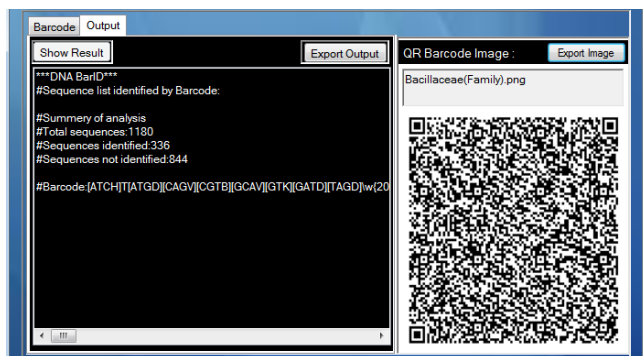 Barcode Output
Show Result
Export Output
***DNA BarID***
#Sequence list identified by Barcode:
#Summery of analysis
#Total sequences:1180
#Sequences identified:336
#Sequences not identified:844
#Barcode:[ATCH]T[ATGD][CAGV][CGTB][GCAV][GTK][GATD][TAGD]\w{20
QR Barcode Image :
Export Image
Bacillaceae(Family).png